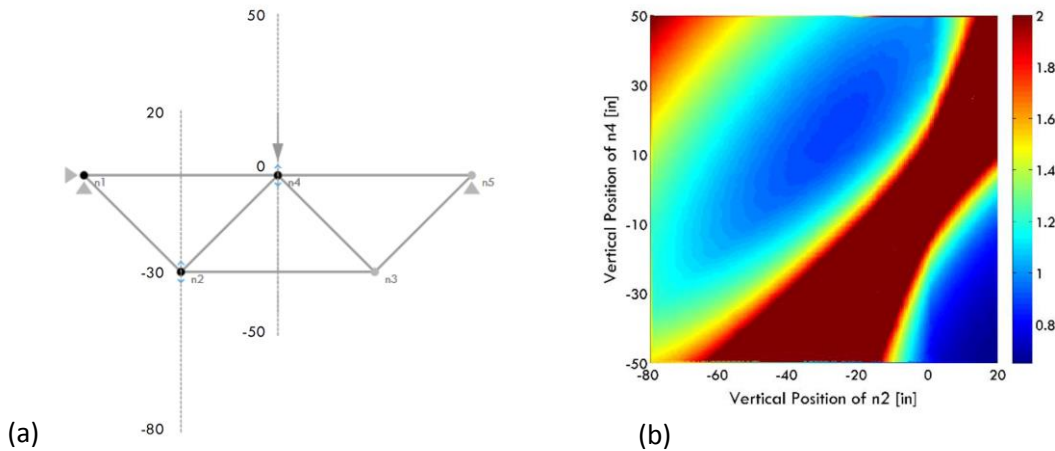 50
20
0
n1
n4
n5
-30
n2
n3
-50
-80
(a)
Vertical Position of n4 [in]
50
30
10
-10
-30
-50
-80
-60
-40
-20
0
20
Vertical Position of n2 [in]
2
1.8
1.6
1.4
1.2
1
0.8
(b)